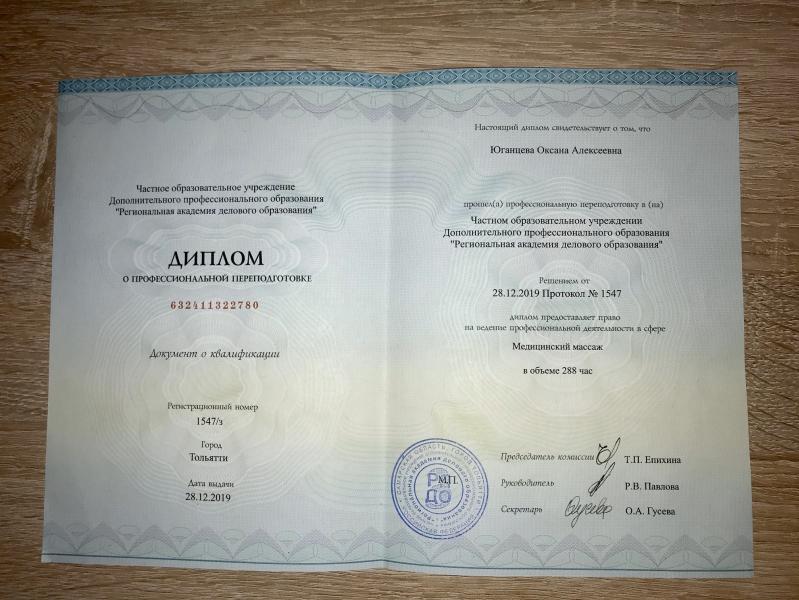 Частное образовательное учреждение
Дополнительного профессионального образования
"Региональная академия делового образования"
ДИПЛОМ
О ПРОФЕССИОНАЛЬНОЙ ПЕРЕПОДГОТОВКЕ
632411322780
Документ о квалификации
Регистрационный номер
1547/з
Город
Тольятти
Дата выдачи
28.12.2019
Настоящий диплом свидетельствует о том, что
Юганцева Оксана Алексеевна
прошел(а) профессиональную переподготовку в (на)
Частном образовательном учреждении
Дополнительного профессионального образования
"Региональная академия делового образования"
Решением от
28.12.2019 Протокол № 1547
диплом предоставляет право
на ведение профессиональной деятельности в сфере
Медицинский массаж
в объеме 288 час
Председатель комиссии
Т.П. Епихина
М.П.
Руководитель
Р.В. Павлова
Секретарь
О.А. Гусева